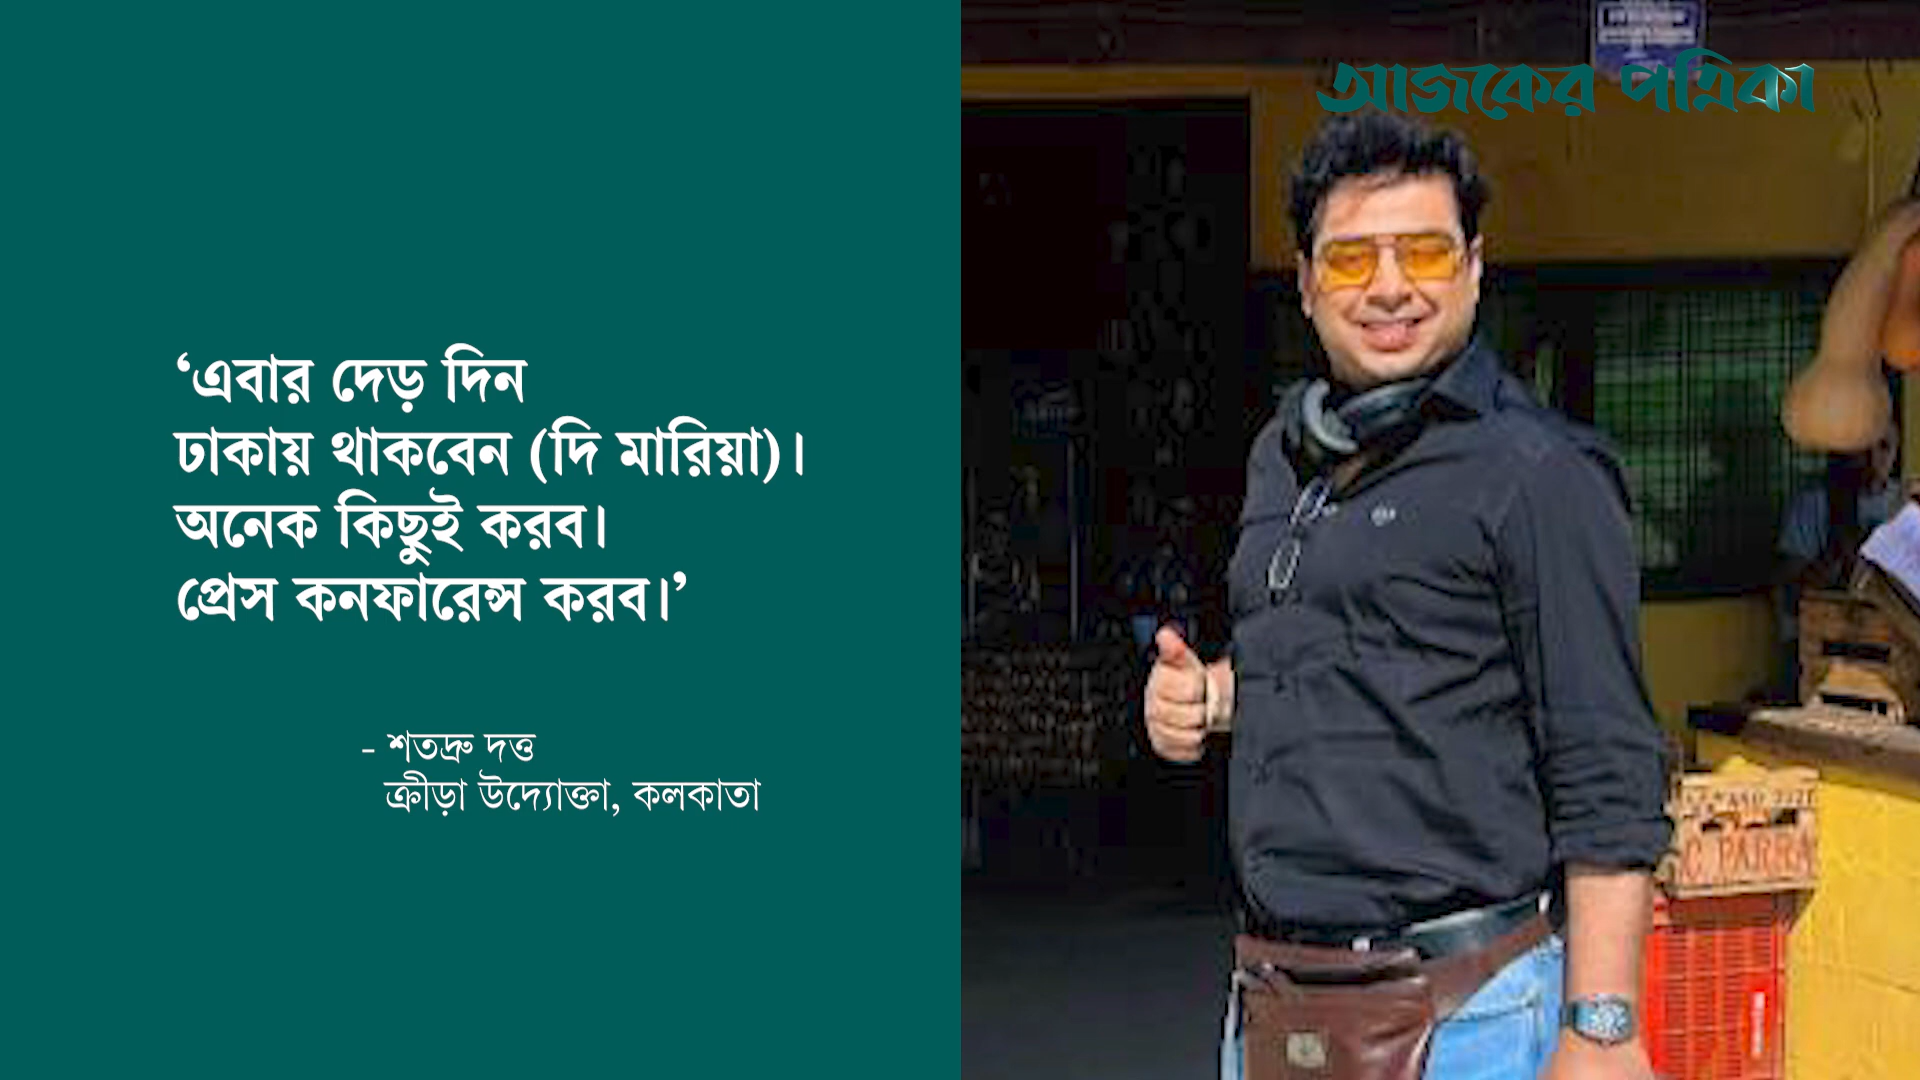 আজকের পত্রিকা
‘এবার দেড় দিন
ঢাকায় থাকবেন (দি মারিয়া)।
অনেক কিছুই করব।
প্রেস কনফারেন্স করব।’
- শতদ্রু দত্ত
ক্রীড়া উদ্যোক্তা, কলকাতা